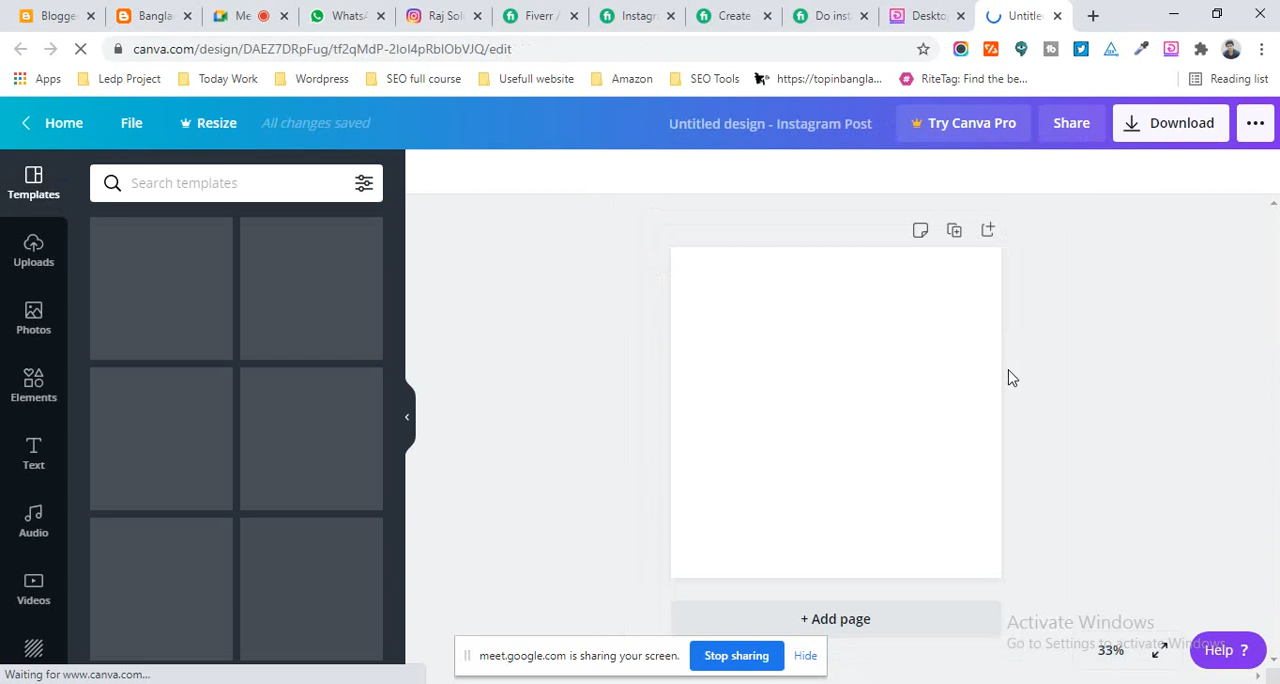 Blogge
Bangla
Me
Whats
Raj Sol
Fiverr /
Instagr
Create
Do inst
Deskto
Untitle
canva.com/design/DAEZ7DRpFug/tf2qMdP-2IoI4pRbIObVJQ/edit
Apps
Ledp Project
Today Work
Wordpress
SEO full course
Usefull website
Amazon
SEO Tools
https://topinbangla...
RiteTag: Find the be...
Reading list
Home
File
Resize
All changes saved
Untitled design - Instagram Post
Try Canva Pro
Share
Download
Templates
Search templates
Uploads
Photos
Elements
Text
Audio
Videos
+ Add page
Activate Windows
Go to Settings to activate Windows.
33%
Help ?
meet.google.com is sharing your screen.
Stop sharing
Hide
Waiting for www.canva.com...